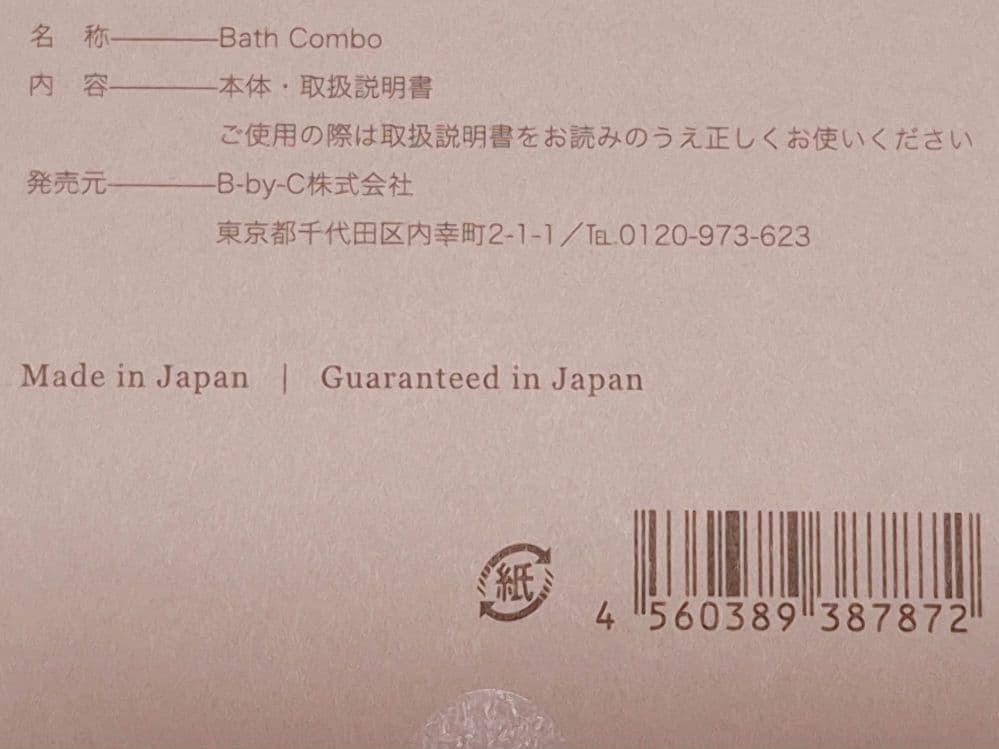 名　称――――Bath Combo
内　容――――本体・取扱説明書
ご使用の際は取扱説明書をお読みのうえ正しくお使いください
発売元――――B-by-C株式会社
東京都千代田区内幸町2-1-1／℡.0120-973-623
Made in Japan | Guaranteed in Japan
紙
4 560389 387872